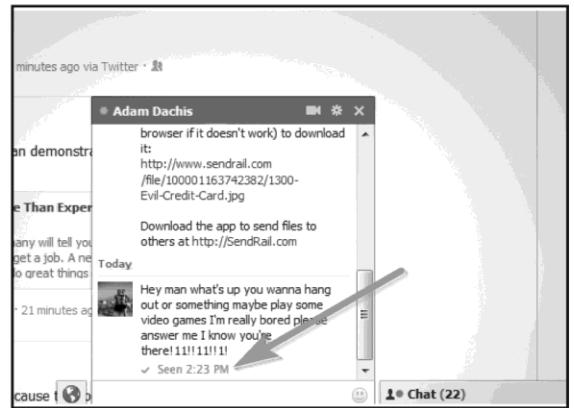 minutes ago via Twitter ·
Adam Dachis
browser if it doesn't work) to download
it:
http://www.sendrail.com
/file/100001163742382/1300-
Evil-Credit-Card.jpg
Download the app to send files to
others at http://SendRail.com
Today
Hey man what's up you wanna hang
out or something maybe play some
video games I'm really bored please
answer me I know you're
there!11!!11!!1!
✓ Seen 2:23 PM
an demonstra
e Than Exper
any will tell you
get a job. A ne
do great things
· 21 minutes ag
cause t
Chat (22)